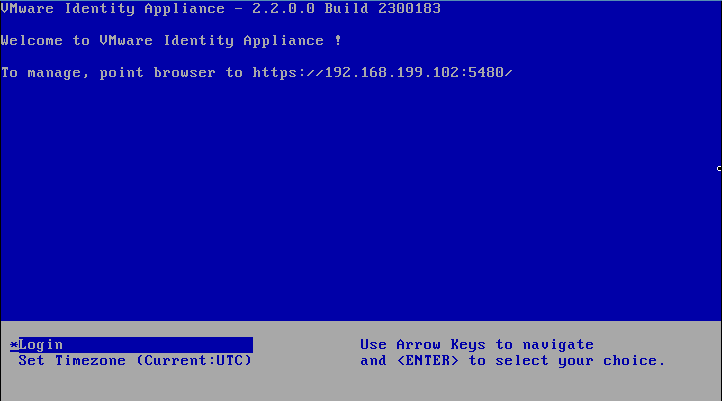 VMware Identity Appliance - 2.2.0.0 Build 2300183
Welcome to VMware Identity Appliance !
To manage, point browser to https://192.168.199.102:5480/
c
*Login
Set Timezone (Current:UTC)
Use Arrow Keys to navigate
and <ENTER> to select your choice.